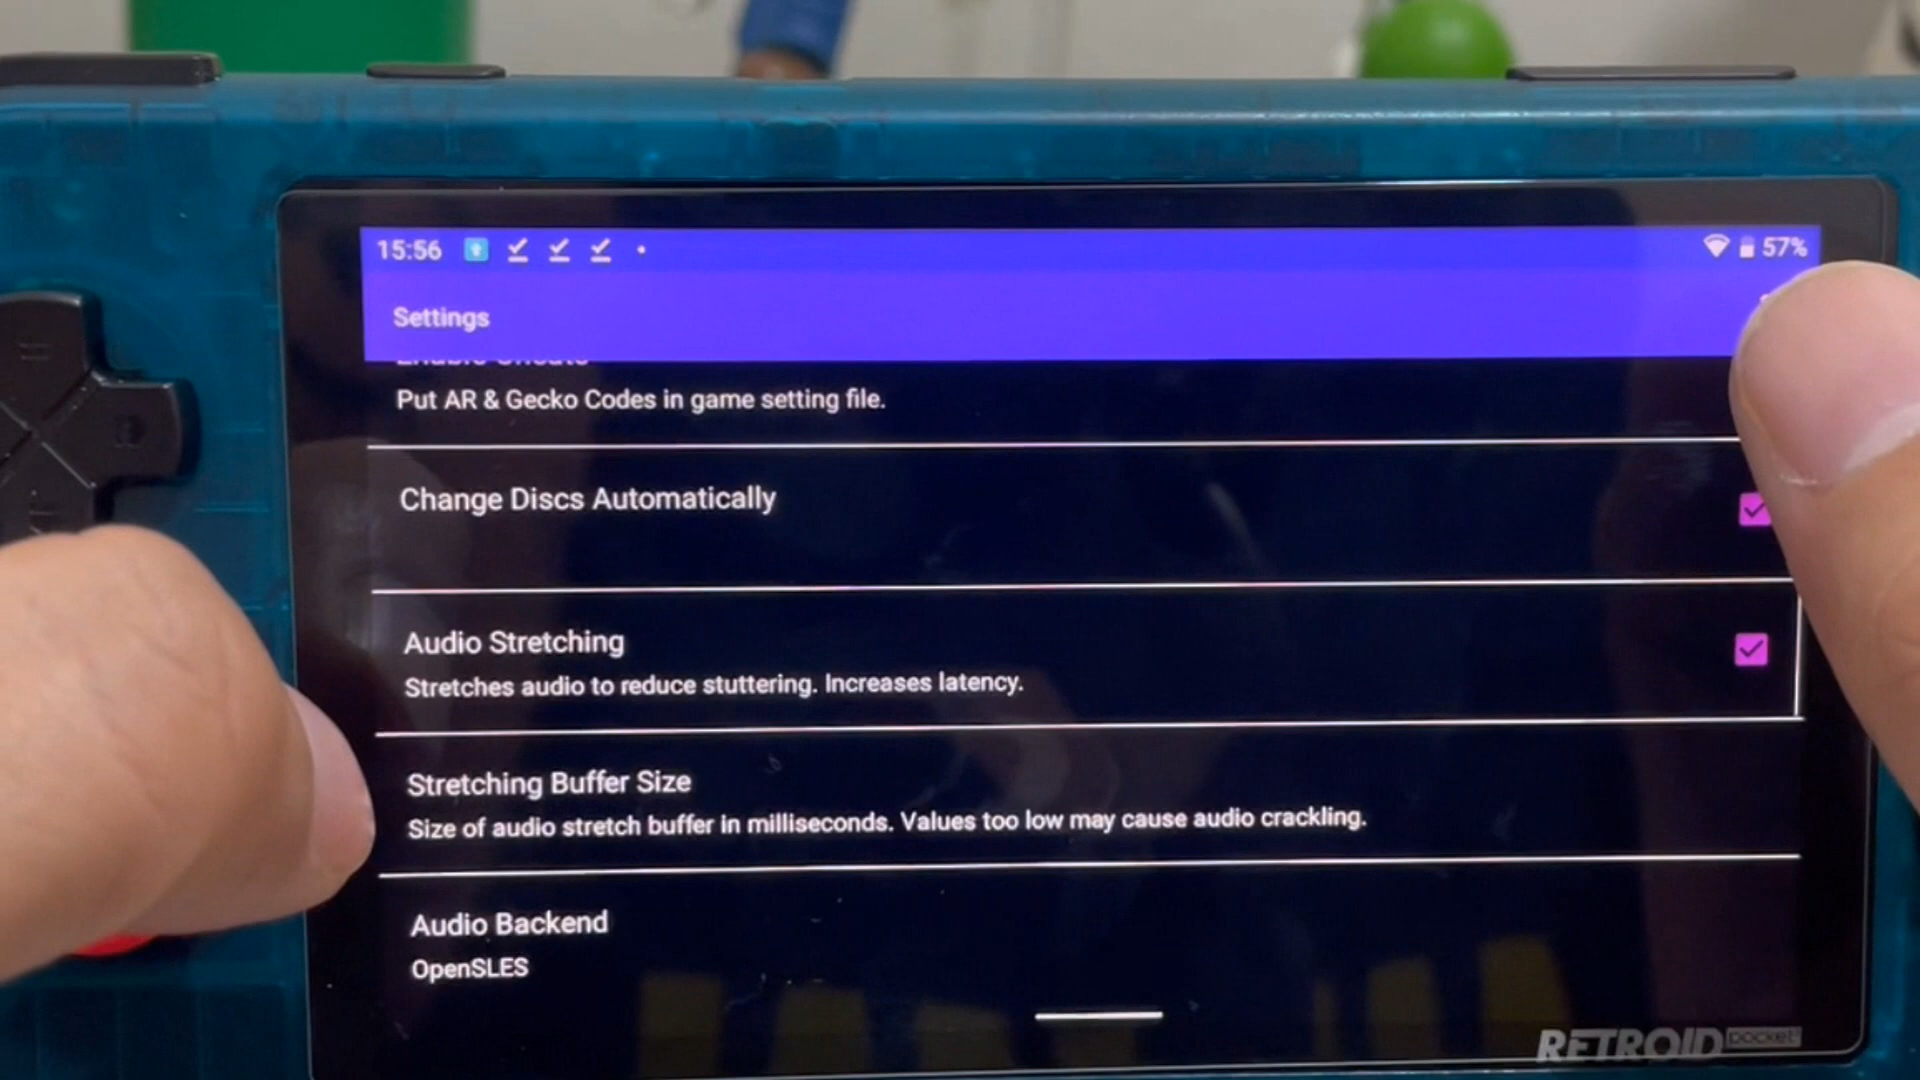 15:56
57%
Settings
Put AR & Gecko Codes in game setting file.
Change Discs Automatically
Audio Stretching
Stretches audio to reduce stuttering. Increases latency.
Stretching Buffer Size
Size of audio stretch buffer in milliseconds. Values too low may cause audio crackling.
Audio Backend
OpenSLES
RETROID pocket